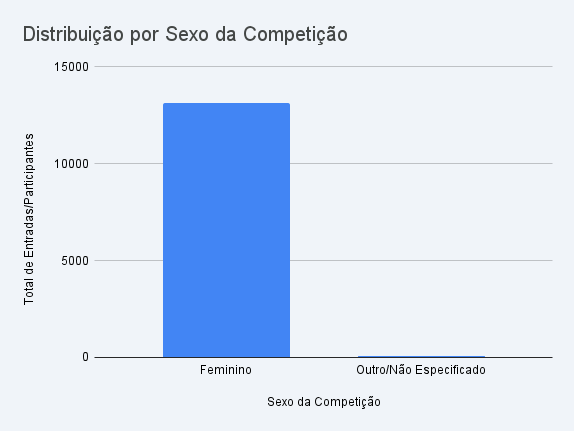 Distribuição por Sexo da Competição
Total de Entradas/Participantes
15000
10000
5000
0
Feminino
Outro/Não Especificado
Sexo da Competição